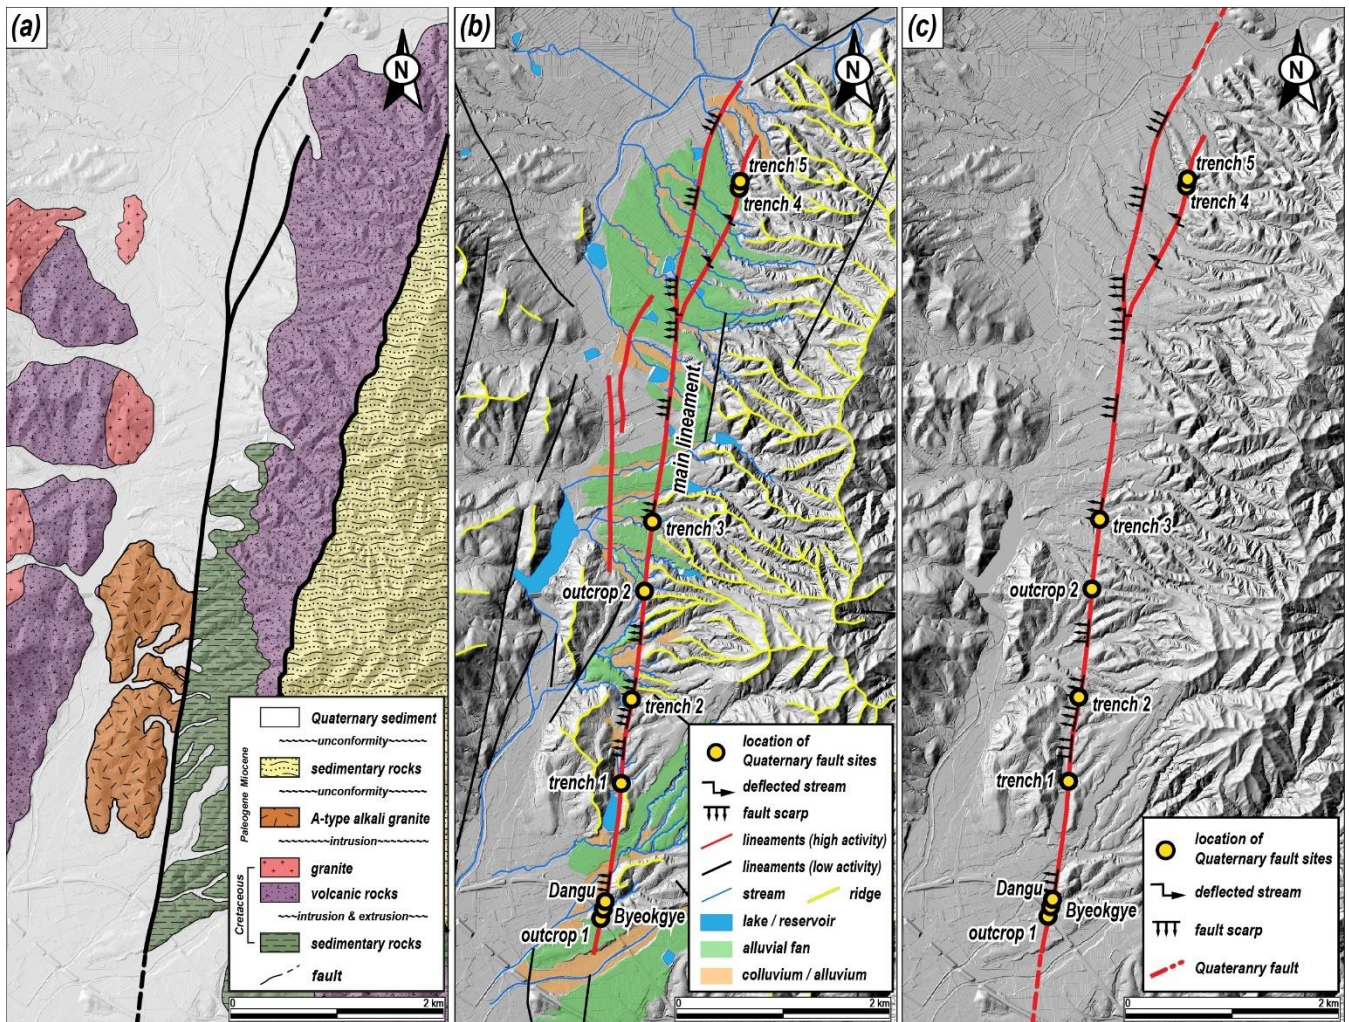 (a)
N
Quaternary sediment
unconformity
Miocene
sedimentary rocks
unconformity
Paleogene
A-type alkali granite
intrusion
Cretaceous
granite
volcanic rocks
intrusion & extrusion
sedimentary rocks
fault
0 2 km
(b)
N
trench 5
trench 4
main lineament
trench 3
outcrop 2
trench 2
trench 1
Dangu
Byeokgye
outcrop 1
location of
Quaternary fault sites
deflected stream
fault scarp
lineaments (high activity)
lineaments (low activity)
stream ridge
lake / reservoir
alluvial fan
colluvium / alluvium
0 2 km
(c)
N
trench 5
trench 4
trench 3
outcrop 2
trench 2
trench 1
Dangu
Byeokgye
outcrop 1
location of
Quaternary fault sites
deflected stream
fault scarp
Quateranry fault
0 2 km